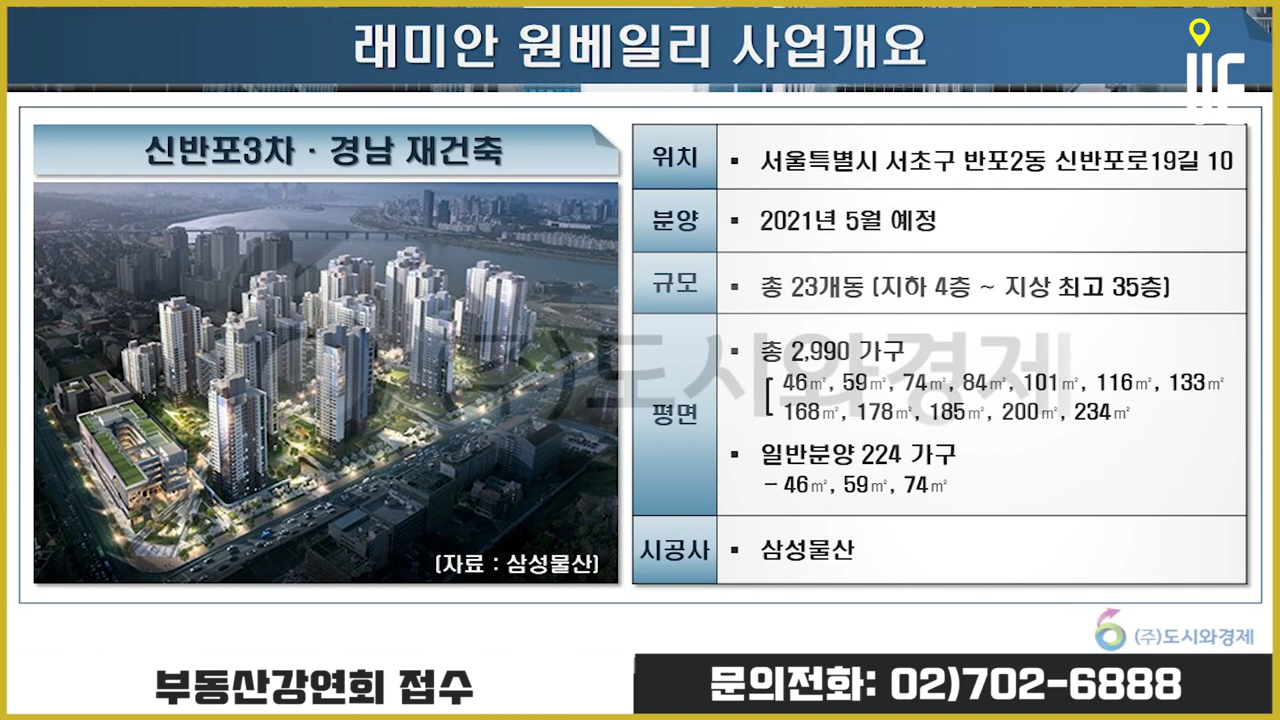 래미안 원베일리 사업개요
신반포3차 · 경남 재건축
(자료 : 삼성물산)
위치
▪ 서울특별시 서초구 반포2동 신반포로19길 10
분양
▪ 2021년 5월 예정
규모
▪ 총 23개동 (지하 4층 ~ 지상 최고 35층)
평면
▪ 총 2,990 가구
46㎡, 59㎡, 74㎡, 84㎡, 101㎡, 116㎡, 133㎡
168㎡, 178㎡, 185㎡, 200㎡, 234㎡
▪ 일반분양 224 가구
- 46㎡, 59㎡, 74㎡
시공사
▪ 삼성물산
(주)도시와경제
(주)도시와경제
부동산강연회 접수
문의전화: 02)702-6888